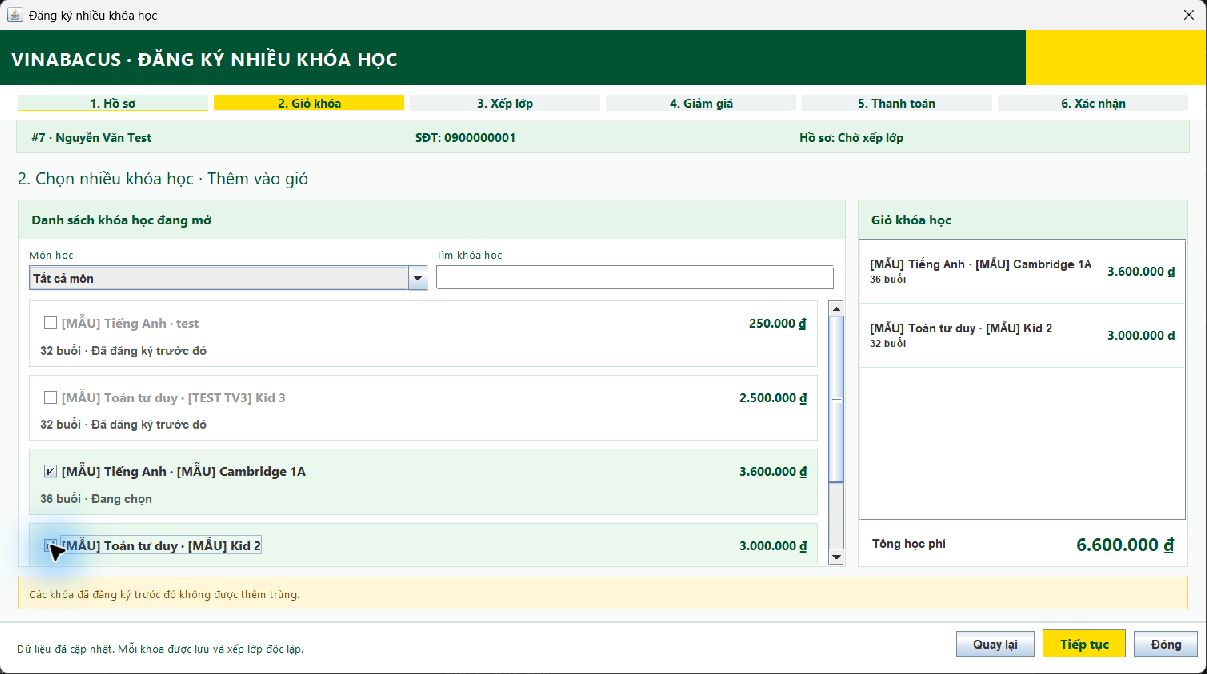 Đăng ký nhiều khóa học
VINABACUS · ĐĂNG KÝ NHIỀU KHÓA HỌC
1. Hồ sơ
2. Giỏ khóa
3. Xếp lớp
4. Giảm giá
5. Thanh toán
6. Xác nhận
#7 · Nguyễn Văn Test
SĐT: 0900000001
Hồ sơ: Chờ xếp lớp
2. Chọn nhiều khóa học · Thêm vào giỏ
Danh sách khóa học đang mở
Môn học
Tìm khóa học
Tất cả môn
[MẪU] Tiếng Anh · test
250.000 ₫
32 buổi · Đã đăng ký trước đó
[MẪU] Toán tư duy · [TEST TV3] Kid 3
2.500.000 ₫
32 buổi · Đã đăng ký trước đó
[MẪU] Tiếng Anh · [MẪU] Cambridge 1A
3.600.000 ₫
36 buổi · Đang chọn
[MẪU] Toán tư duy · [MẪU] Kid 2
3.000.000 ₫
Giỏ khóa học
[MẪU] Tiếng Anh · [MẪU] Cambridge 1A
36 buổi
3.600.000 ₫
[MẪU] Toán tư duy · [MẪU] Kid 2
32 buổi
3.000.000 ₫
Tổng học phí
6.600.000 ₫
Các khóa đã đăng ký trước đó không được thêm trùng.
Dữ liệu đã cập nhật. Mỗi khóa được lưu và xếp lớp độc lập.
Quay lại
Tiếp tục
Đóng